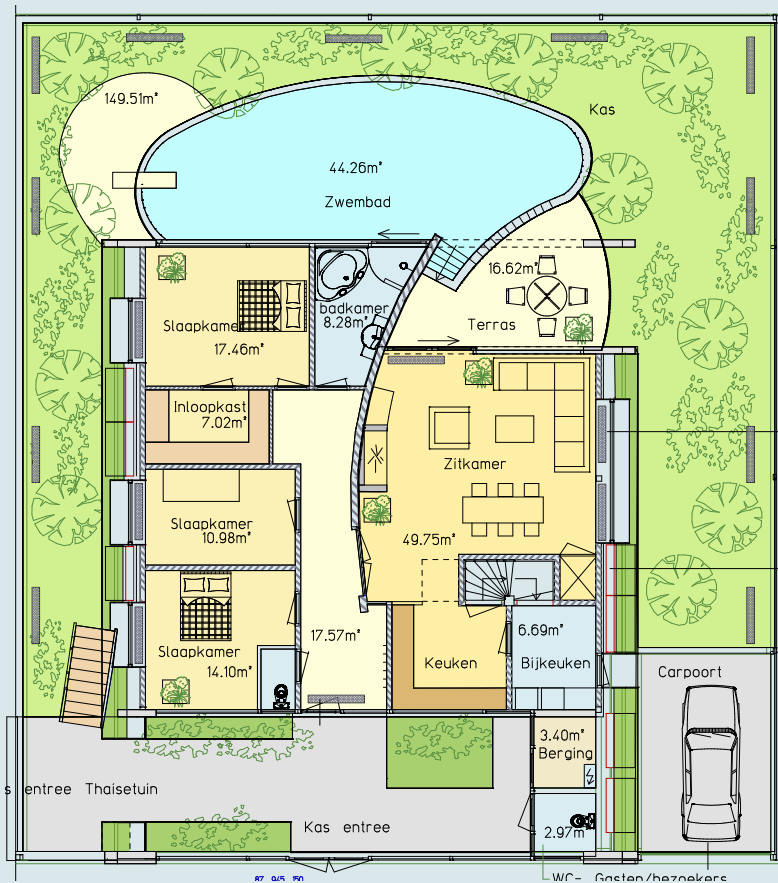 149.51m²
Kas
44.26m²
Zwembad
16.62m²
Terras
Slaapkamer
17.46m²
badkamer
8.28m²
Inloopkast
7.02m²
Zitkamer
49.75m²
Slaapkamer
10.98m²
Slaapkamer
14.10m²
17.57m²
Keuken
6.69m²
Bijkeuken
Carpoort
3.40m²
Berging
s entree Thaisetuin
Kas entree
2.97m²
WC- Gasten/bezoekers